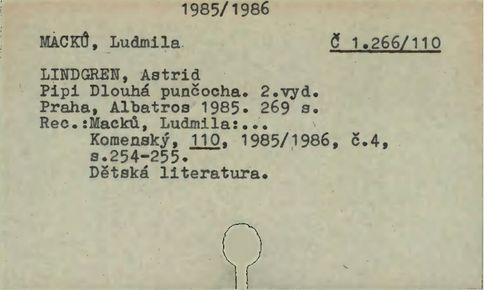 1985/1986
MACKŮ, Ludmila Č 1.266/110
LINDGREN, Astrid
Pipi Dlouhá punčocha. 2.vyd.
Praha, Albatros 1985. 269 s.
Rec.:Macků, Ludmila:...
Komenský, 110, 1985/1986, č.4,
s.254-255.
Dětská literatura.